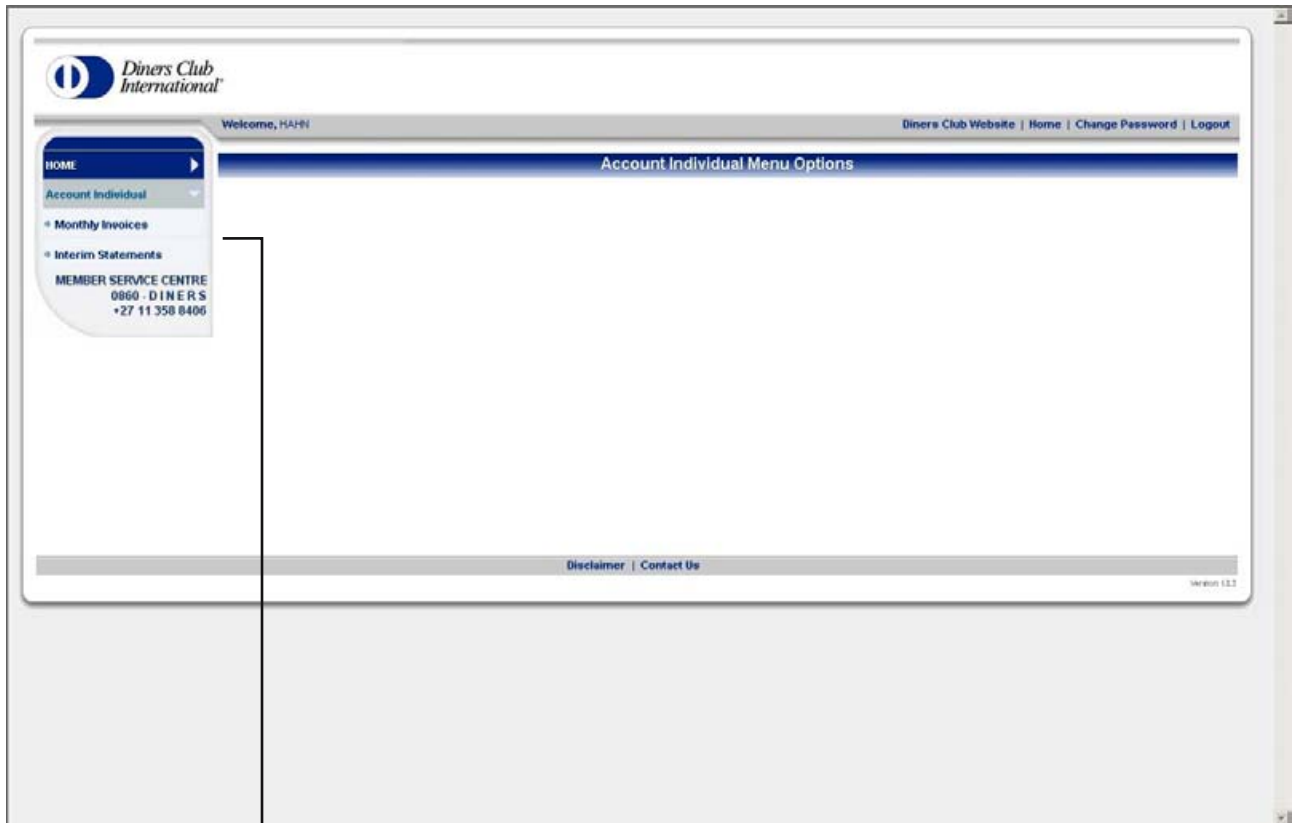 Diners Club
International
Welcome, HAHN
Diners Club Website | Home | Change Password | Logout
HOME
Account Individual Menu Options
Account Individual
Monthly Invoices
Interim Statements
MEMBER SERVICE CENTRE
0860 - D I N E R S
+27 11 358 8406
Disclaimer | Contact Us